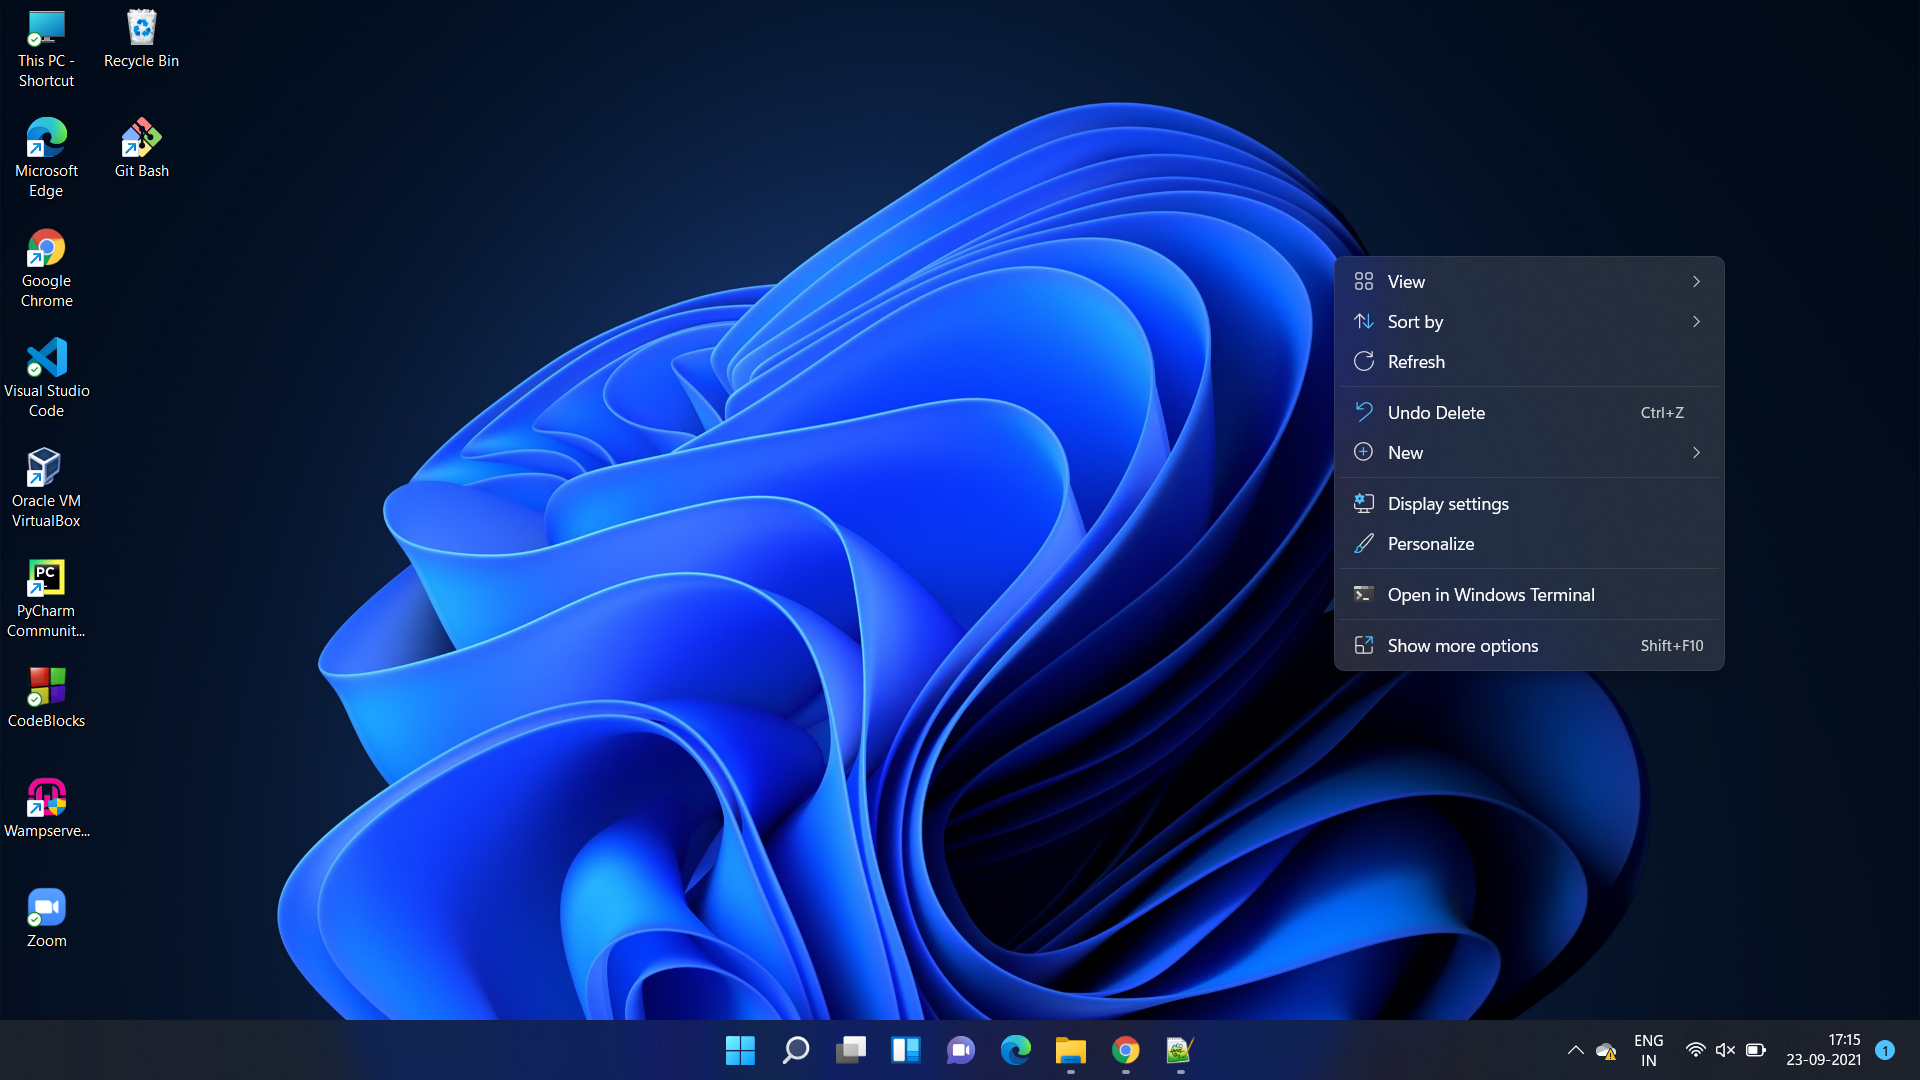 This PC -
Shortcut
Recycle Bin
Microsoft
Edge
Git Bash
Google
Chrome
Visual Studio
Code
Oracle VM
VirtualBox
PC
PyCharm
Communit...
CodeBlocks
Wampserve...
Zoom
View
Sort by
Refresh
Undo Delete Ctrl+Z
New
Display settings
Personalize
Open in Windows Terminal
Show more options Shift+F10
ENG
IN
17:15
23-09-2021
1